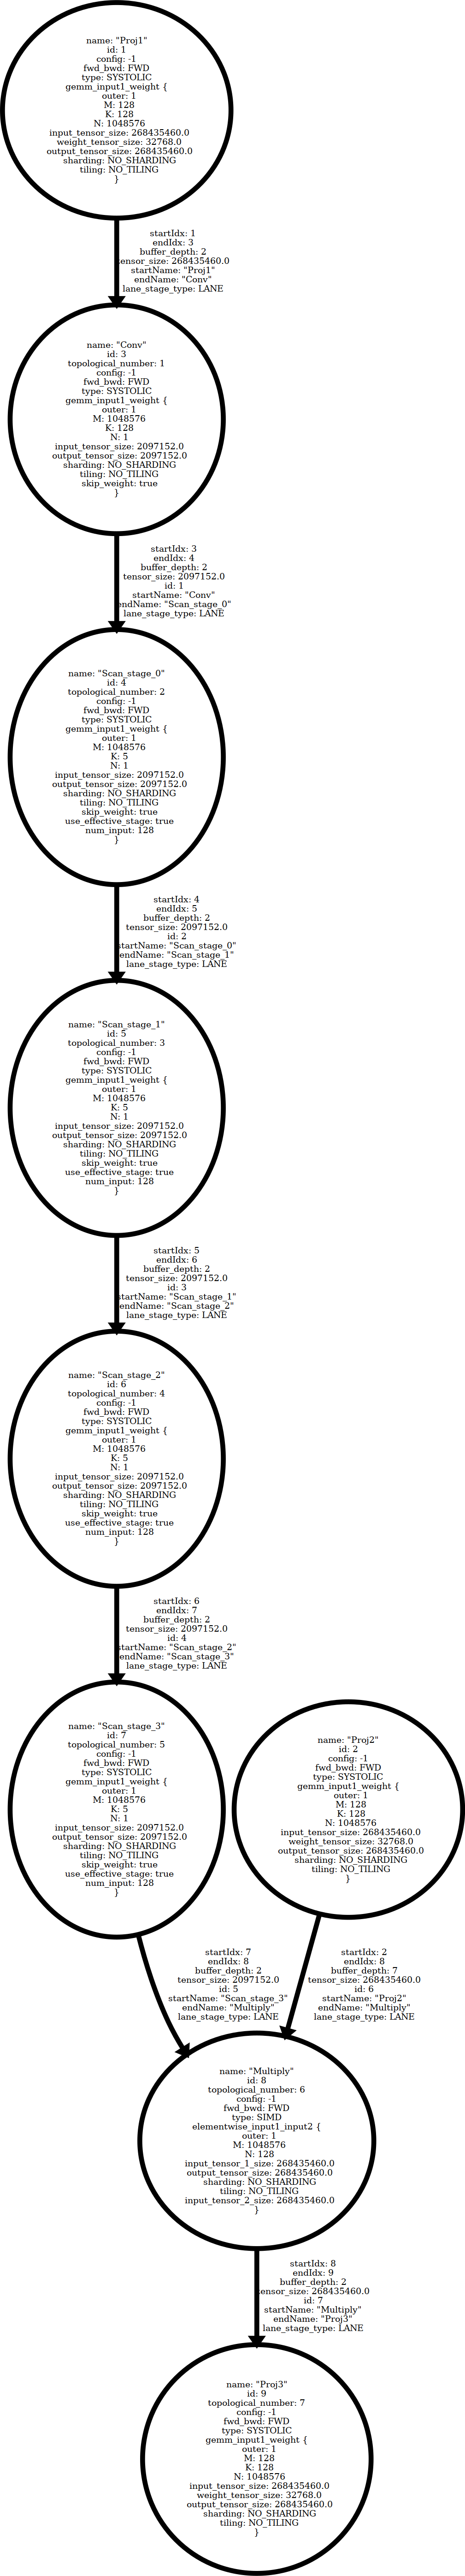 name: "Proj1"
id: 1
config: -1
fwd_bwd: FWD
type: SYSTOLIC
gemm_input1_weight {
outer: 1
M: 128
K: 128
N: 1048576
input_tensor_size: 268435460.0
weight_tensor_size: 32768.0
output_tensor_size: 268435460.0
sharding: NO_SHARDING
tiling: NO_TILING
}
startIdx: 1
endIdx: 3
buffer_depth: 2
tensor_size: 268435460.0
startName: "Proj1"
endName: "Conv"
lane_stage_type: LANE
name: "Conv"
id: 3
topological_number: 1
config: -1
fwd_bwd: FWD
type: SYSTOLIC
gemm_input1_weight {
outer: 1
M: 1048576
K: 128
N: 1
input_tensor_size: 2097152.0
output_tensor_size: 2097152.0
sharding: NO_SHARDING
tiling: NO_TILING
skip_weight: true
}
startIdx: 3
endIdx: 4
buffer_depth: 2
tensor_size: 2097152.0
id: 1
startName: "Conv"
endName: "Scan_stage_0"
lane_stage_type: LANE
name: "Scan_stage_0"
id: 4
topological_number: 2
config: -1
fwd_bwd: FWD
type: SYSTOLIC
gemm_input1_weight {
outer: 1
M: 1048576
K: 5
N: 1
input_tensor_size: 2097152.0
output_tensor_size: 2097152.0
sharding: NO_SHARDING
tiling: NO_TILING
skip_weight: true
use_effective_stage: true
num_input: 128
}
startIdx: 4
endIdx: 5
buffer_depth: 2
tensor_size: 2097152.0
id: 2
startName: "Scan_stage_0"
endName: "Scan_stage_1"
lane_stage_type: LANE
name: "Scan_stage_1"
id: 5
topological_number: 3
config: -1
fwd_bwd: FWD
type: SYSTOLIC
gemm_input1_weight {
outer: 1
M: 1048576
K: 5
N: 1
input_tensor_size: 2097152.0
output_tensor_size: 2097152.0
sharding: NO_SHARDING
tiling: NO_TILING
skip_weight: true
use_effective_stage: true
num_input: 128
}
startIdx: 5
endIdx: 6
buffer_depth: 2
tensor_size: 2097152.0
id: 3
startName: "Scan_stage_1"
endName: "Scan_stage_2"
lane_stage_type: LANE
name: "Scan_stage_2"
id: 6
topological_number: 4
config: -1
fwd_bwd: FWD
type: SYSTOLIC
gemm_input1_weight {
outer: 1
M: 1048576
K: 5
N: 1
input_tensor_size: 2097152.0
output_tensor_size: 2097152.0
sharding: NO_SHARDING
tiling: NO_TILING
skip_weight: true
use_effective_stage: true
num_input: 128
}
startIdx: 6
endIdx: 7
buffer_depth: 2
tensor_size: 2097152.0
id: 4
startName: "Scan_stage_2"
endName: "Scan_stage_3"
lane_stage_type: LANE
name: "Scan_stage_3"
id: 7
topological_number: 5
config: -1
fwd_bwd: FWD
type: SYSTOLIC
gemm_input1_weight {
outer: 1
M: 1048576
K: 5
N: 1
input_tensor_size: 2097152.0
output_tensor_size: 2097152.0
sharding: NO_SHARDING
tiling: NO_TILING
skip_weight: true
use_effective_stage: true
num_input: 128
}
name: "Proj2"
id: 2
config: -1
fwd_bwd: FWD
type: SYSTOLIC
gemm_input1_weight {
outer: 1
M: 128
K: 128
N: 1048576
input_tensor_size: 268435460.0
weight_tensor_size: 32768.0
output_tensor_size: 268435460.0
sharding: NO_SHARDING
tiling: NO_TILING
}
startIdx: 7
endIdx: 8
buffer_depth: 2
tensor_size: 2097152.0
id: 5
startName: "Scan_stage_3"
endName: "Multiply"
lane_stage_type: LANE
startIdx: 2
endIdx: 8
buffer_depth: 7
tensor_size: 268435460.0
id: 6
startName: "Proj2"
endName: "Multiply"
lane_stage_type: LANE
name: "Multiply"
id: 8
topological_number: 6
config: -1
fwd_bwd: FWD
type: SIMD
elementwise_input1_input2 {
outer: 1
M: 1048576
N: 128
input_tensor_1_size: 268435460.0
output_tensor_size: 268435460.0
sharding: NO_SHARDING
tiling: NO_TILING
input_tensor_2_size: 268435460.0
}
startIdx: 8
endIdx: 9
buffer_depth: 2
tensor_size: 268435460.0
id: 7
startName: "Multiply"
endName: "Proj3"
lane_stage_type: LANE
name: "Proj3"
id: 9
topological_number: 7
config: -1
fwd_bwd: FWD
type: SYSTOLIC
gemm_input1_weight {
outer: 1
M: 128
K: 128
N: 1048576
input_tensor_size: 268435460.0
weight_tensor_size: 32768.0
output_tensor_size: 268435460.0
sharding: NO_SHARDING
tiling: NO_TILING
}